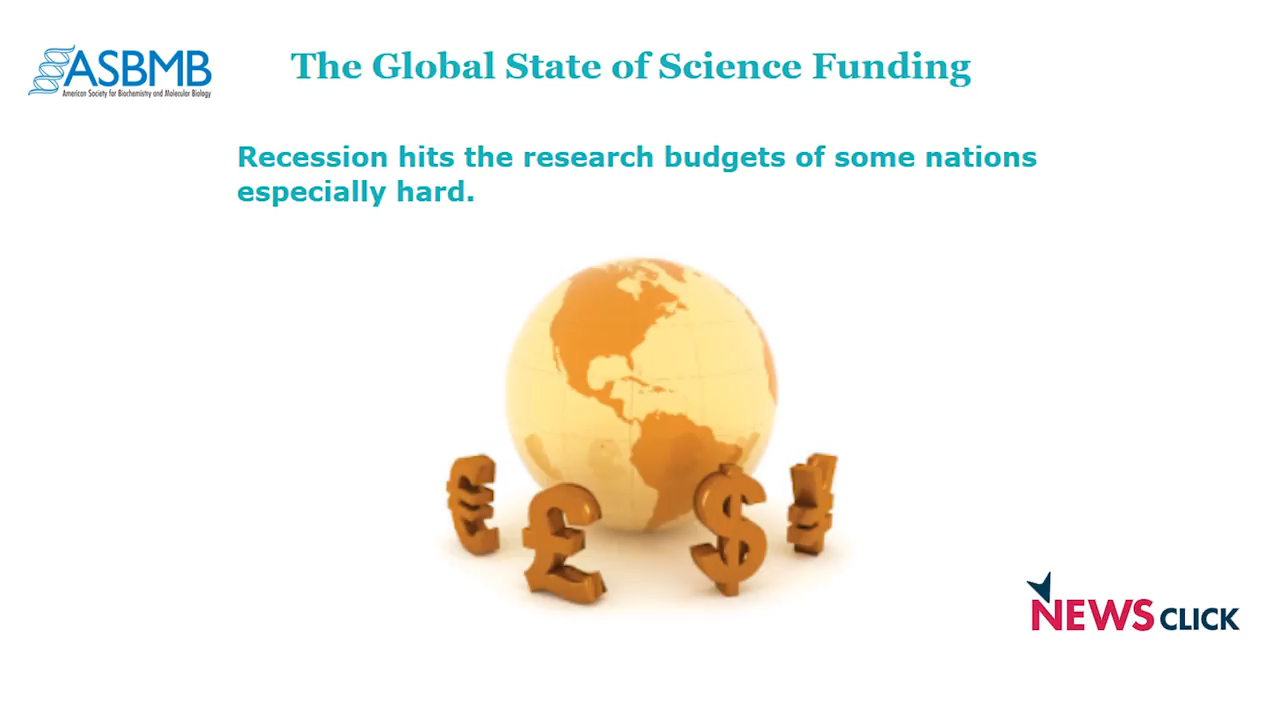 ASBMB
American Society for Biochemistry and Molecular Biology
The Global State of Science Funding
Recession hits the research budgets of some nations
especially hard.
€ £ $ ¥
NEWSCLICK